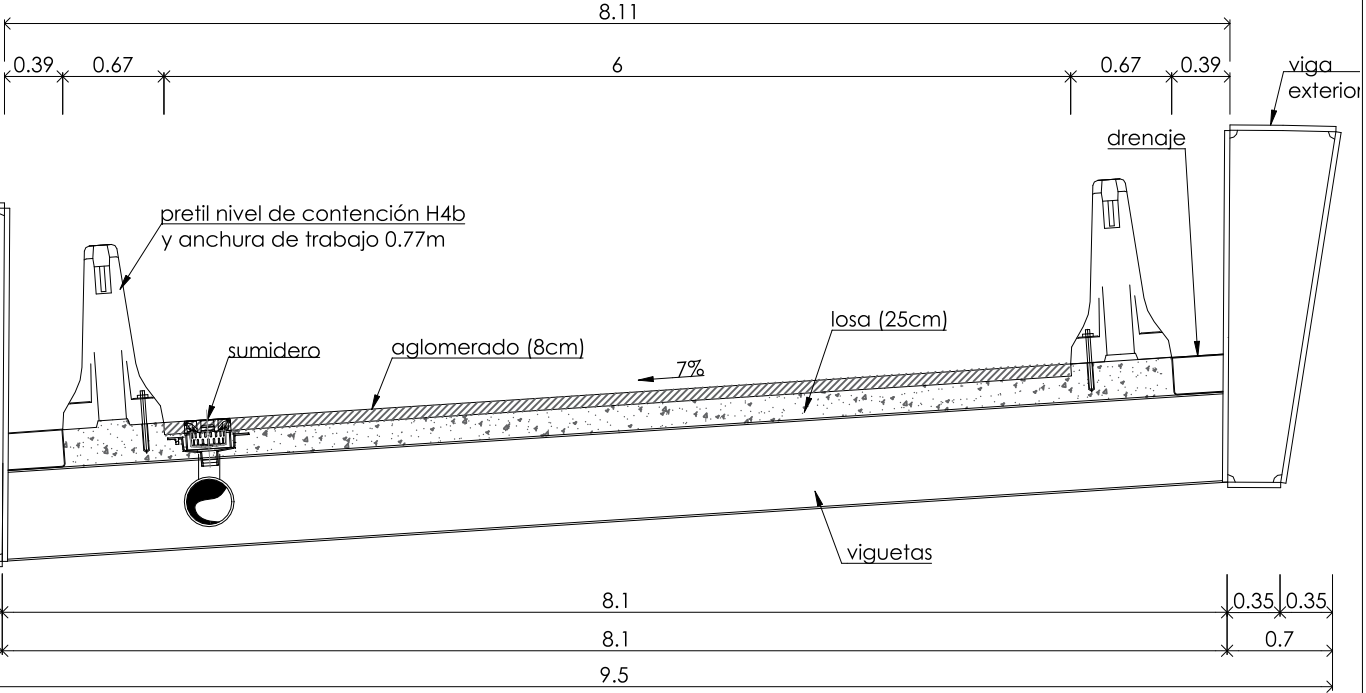 8.11
0.39
0.67
6
0.67
0.39
viga
exterior
drenaje
pretil nivel de contención H4b
y anchura de trabajo 0.77m
losa (25cm)
sumidero
aglomerado (8cm)
7%
viguetas
8.1
0.35
0.35
8.1
0.7
9.5